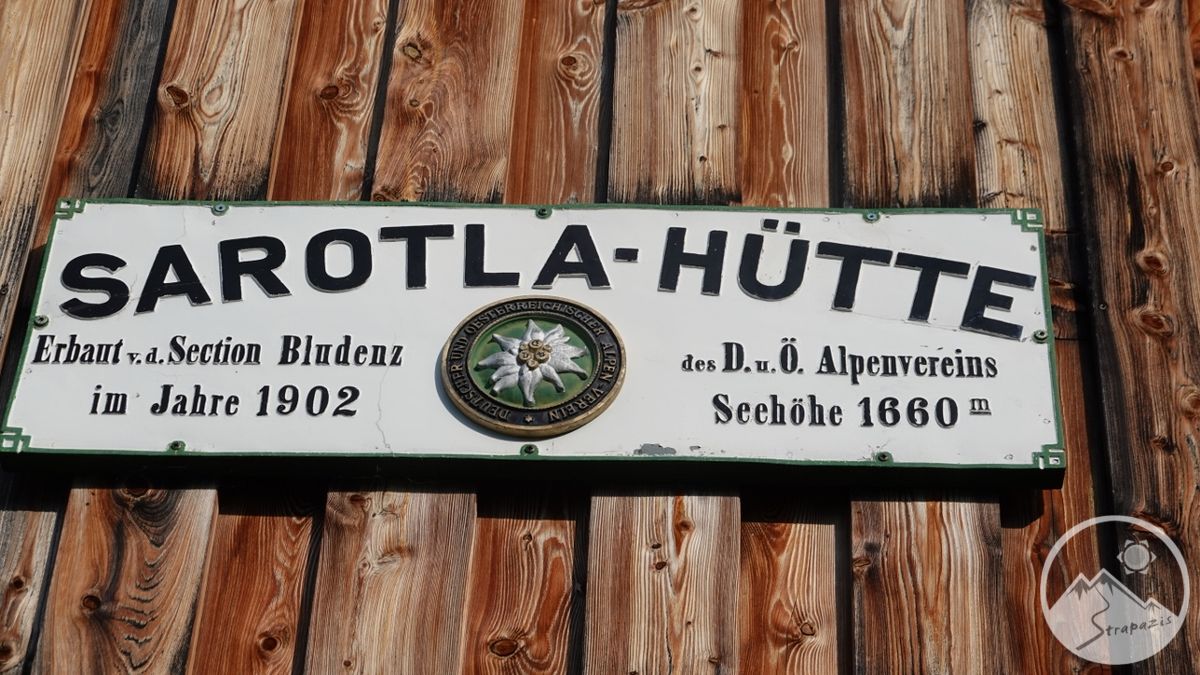 SAROTLA-HÜTTE
Erbaut v. d. Section Bludenz
im Jahre 1902
DEUTSCHER UND OESTERREICHISCHER ALPEN VEREIN
des D. u. Ö. Alpenvereins
Seehöhe 1660 m
Strapazis